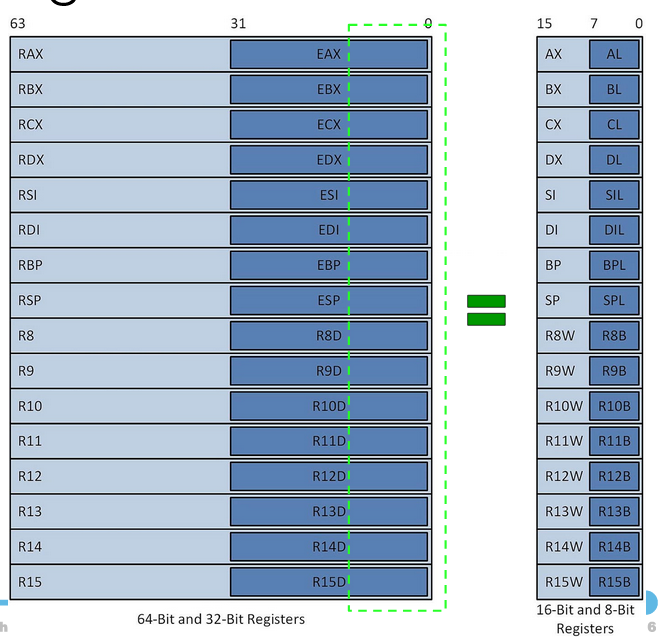 63 31 0 15 7 0
RAX EAX AX AL
RBX EBX BX BL
RCX ECX CX CL
RDX EDX DX DL
RSI ESI SI SIL
RDI EDI DI DIL
RBP EBP BP BPL
RSP ESP SP SPL
R8 R8D R8W R8B
R9 R9D R9W R9B
R10 R10D R10W R10B
R11 R11D R11W R11B
R12 R12D R12W R12B
R13 R13D R13W R13B
R14 R14D R14W R14B
R15 R15D R15W R15B
64-Bit and 32-Bit Registers
16-Bit and 8-Bit
Registers
h
6